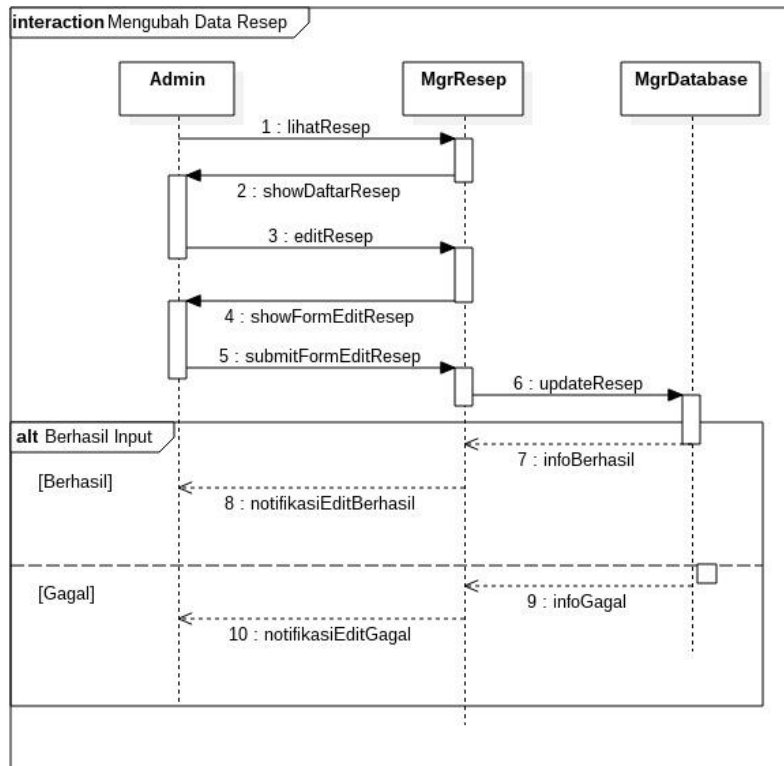 interaction Mengubah Data Resep
Admin
MgrResep
MgrDatabase
1 : lihatResep
2 : showDaftarResep
3 : editResep
4 : showFormEditResep
5 : submitFormEditResep
6 : updateResep
alt Berhasil Input
7 : infoBerhasil
[Berhasil]
8 : notifikasiEditBerhasil
[Gagal]
9 : infoGagal
10 : notifikasiEditGagal